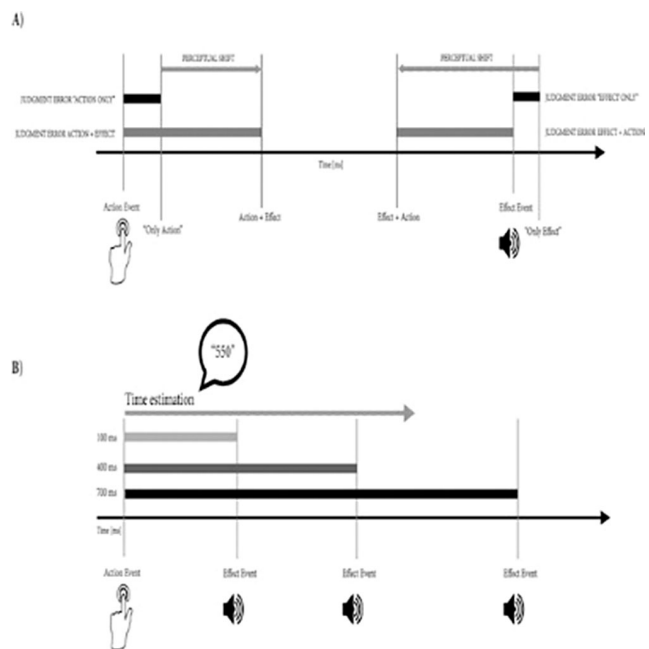 A)
PERCEPTUAL SHIFT PERCEPTUAL SHIFT
JUDGMENT ERROR "ACTION ONLY" JUDGMENT ERROR "EFFECT ONLY"
JUDGMENT ERROR ACTION + EFFECT JUDGMENT ERROR EFFECT + ACTION
Time [ms]
Action Event Effect Event
"Only Action" Action + Effect Effect + Action "Only Effect"
B)
"550"
Time estimation
100 ms
400 ms
700 ms
Time [ms]
Action Event Effect Event Effect Event Effect Event